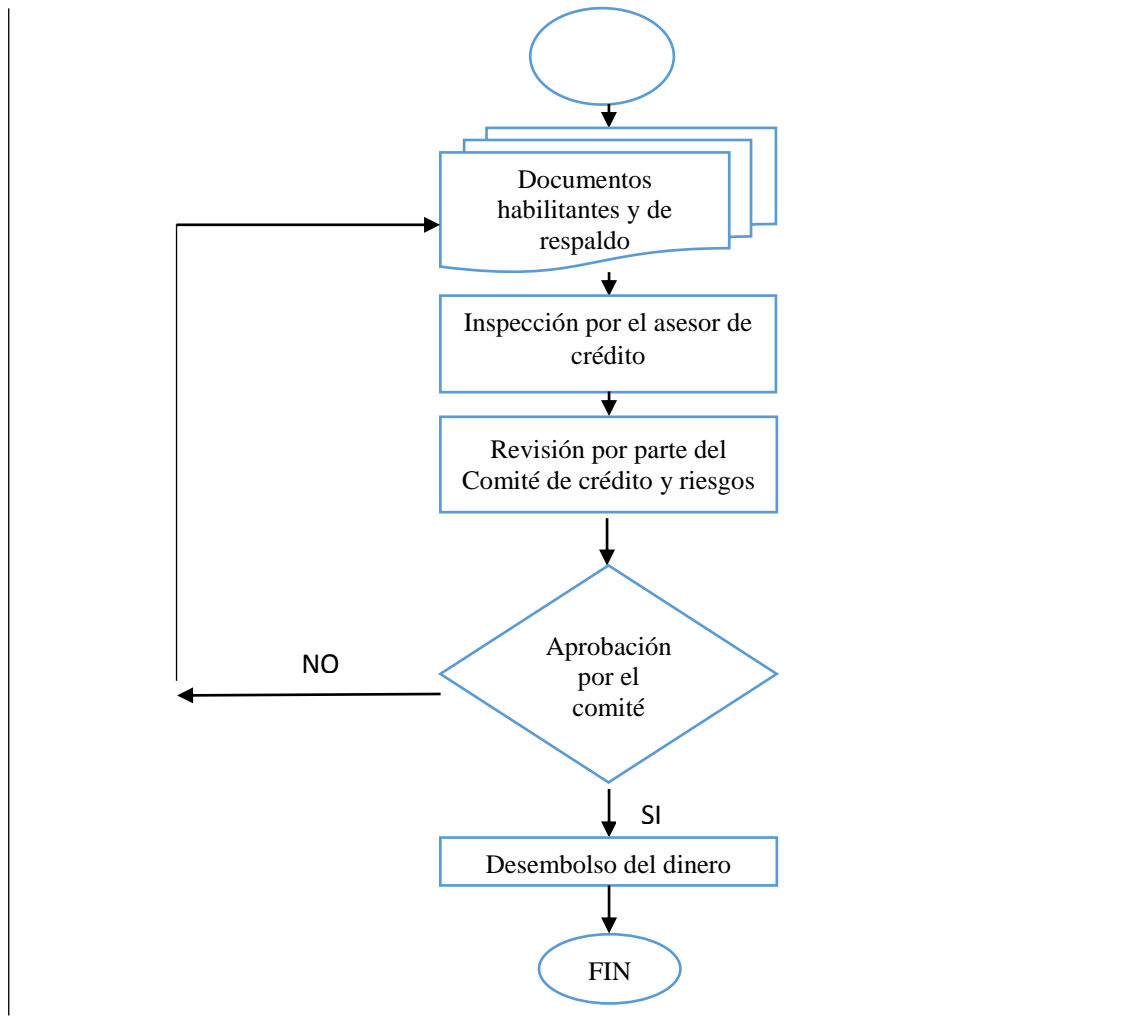 Documentos
habilitantes y de
respaldo
Inspección por el asesor de
crédito
Revisión por parte del
Comité de crédito y riesgos
Aprobación
por el
comité
NO
SI
Desembolso del dinero
FIN